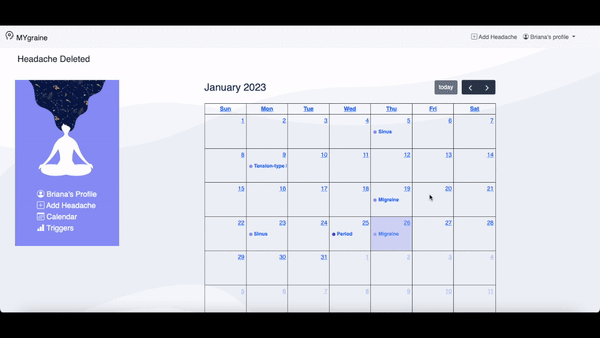 MYgraine
Add Headache
Briana's profile
Headache Deleted
Briana's Profile
Add Headache
Calendar
Triggers
January 2023
today
Sun Mon Tue Wed Thu Fri Sat
1 2 3 4 5 6 7
Sinus
8 9 10 11 12 13 14
Tension-type
15 16 17 18 19 20 21
Migraine
22 23 24 25 26 27 28
Sinus Period Migraine
29 30 31 1 2 3 4
5 6 7 8 9 10 11